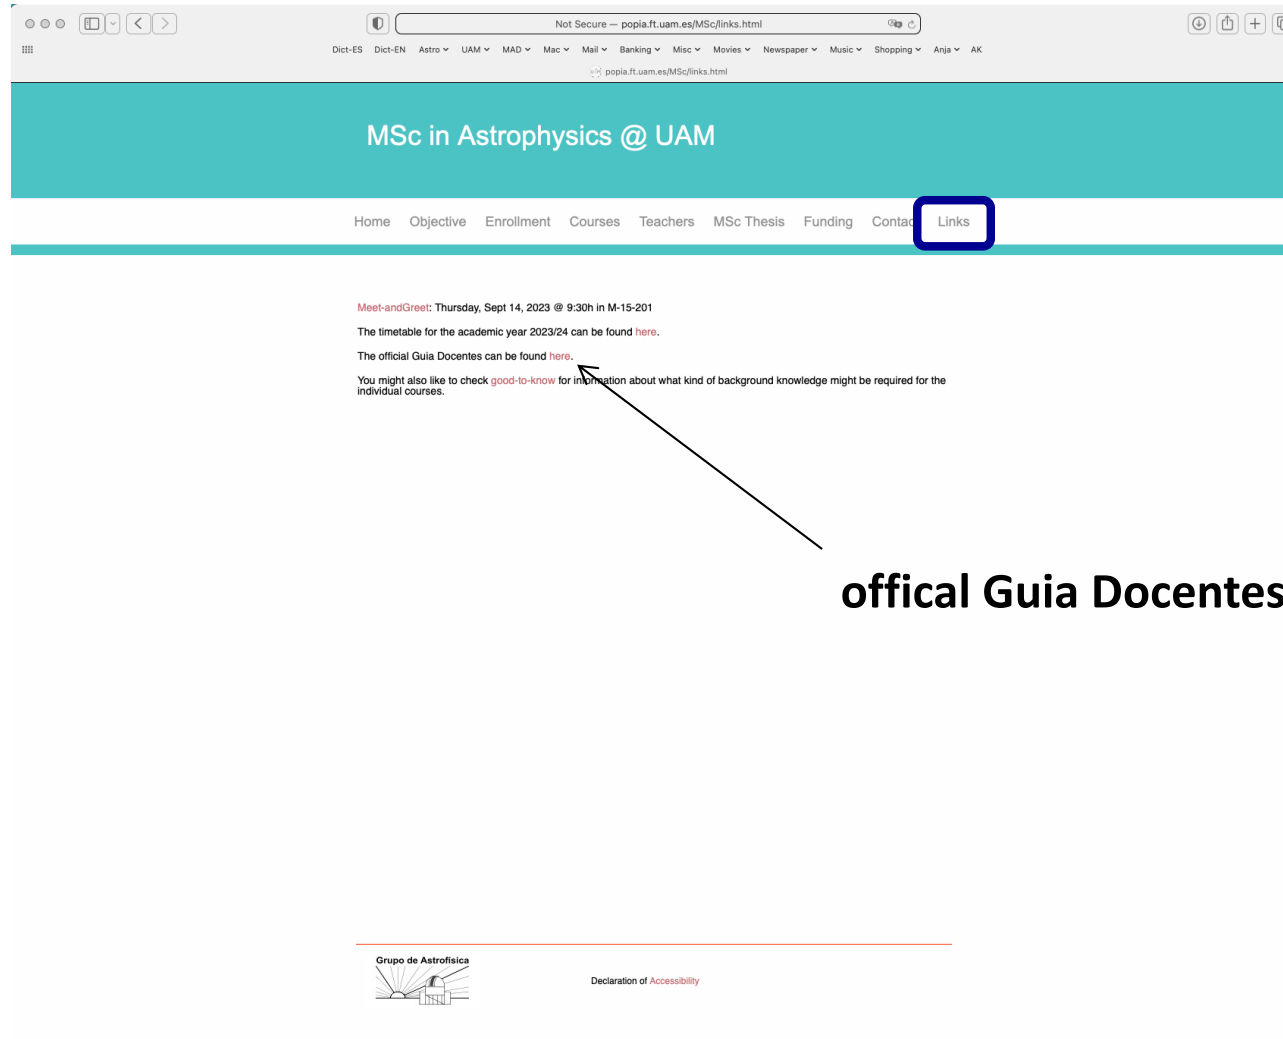 Not Secure — popia.ft.uam.es/MSc/links.html
Dict-ES Dict-EN Astro UAM MAD Mac Mail Banking Misc Movies Newspaper Music Shopping Anja AK
popia.ft.uam.es/MSc/links.html
MSc in Astrophysics @ UAM
Home Objective Enrollment Courses Teachers MSc Thesis Funding Contac Links
Meet-andGreet: Thursday, Sept 14, 2023 @ 9:30h in M-15-201
The timetable for the academic year 2023/24 can be found here.
The official Guia Docentes can be found here.
You might also like to check good-to-know for information about what kind of background knowledge might be required for the
individual courses.
offical Guia Docentes
Grupo de Astrofísica
Declaration of Accessibility